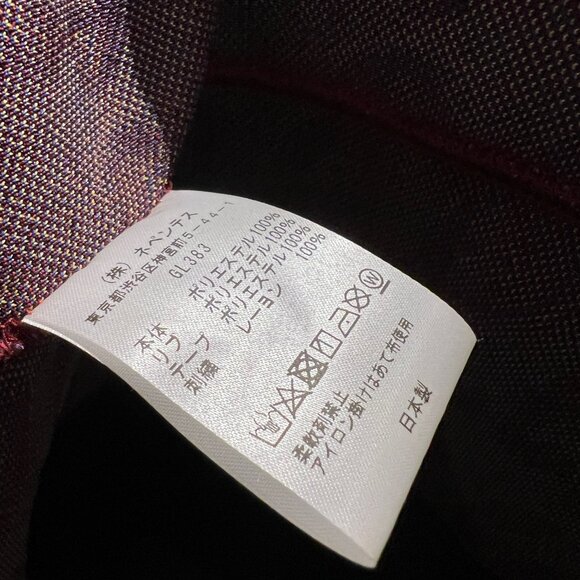 (株) ネペンテス
東京都渋谷区神宮前5-44-1
GL383
本体 ポリエステル100%
リブ ポリエステル100%
テープ ポリエステル100%
刺繍 レーヨン 100%
柔軟剤禁止
アイロン掛けはあて布使用
日本製